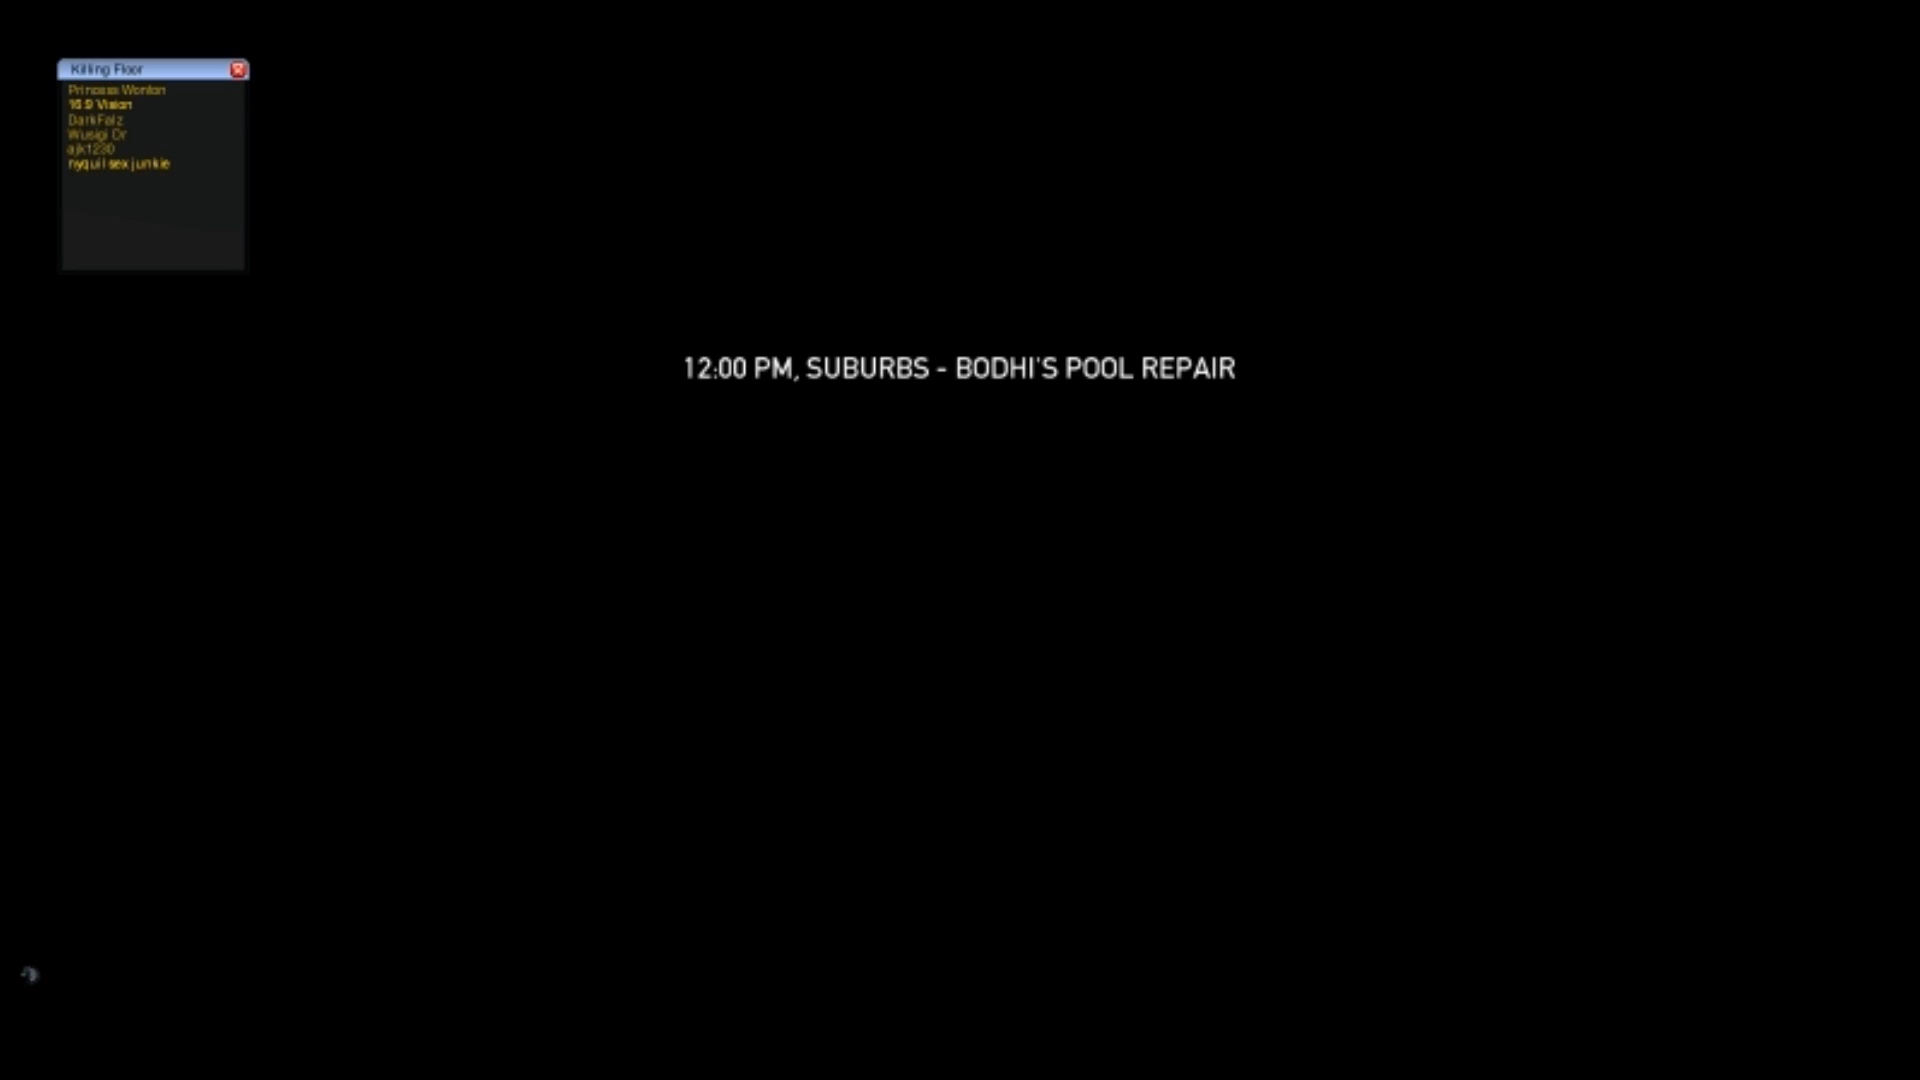 Killing Floor
Princess Wonton
16:9 Vision
DarkFalz
Wusigi Dr
ajk1230
nyquil sex junkie
12:00 PM, SUBURBS - BODHI'S POOL REPAIR